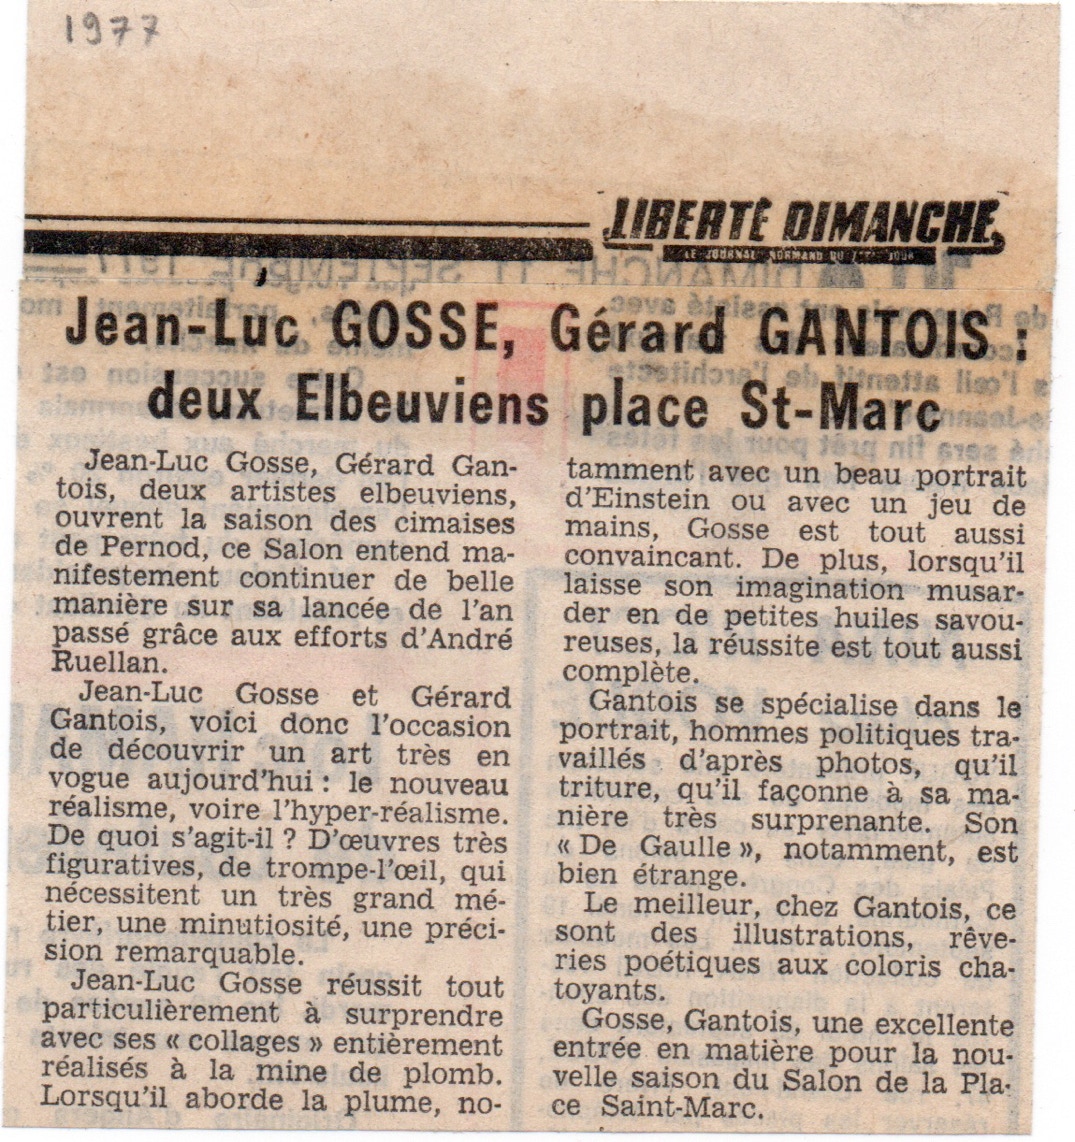 1977
LIBERTÉ DIMANCHE
LE JOURNAL NORMAND DU 7me JOUR
Jean-Luc GOSSE, Gérard GANTOIS :
deux Elbeuviens place St-Marc
Jean-Luc Gosse, Gérard Gan-
tois, deux artistes elbeuviens,
ouvrent la saison des cimaises
de Pernod, ce Salon entend ma-
nifestement continuer de belle
manière sur sa lancée de l'an
passé grâce aux efforts d'André
Ruellan.
Jean-Luc Gosse et Gérard
Gantois, voici donc l'occasion
de découvrir un art très en
vogue aujourd'hui : le nouveau
réalisme, voire l'hyper-réalisme.
De quoi s'agit-il ? D'œuvres très
figuratives, de trompe-l'œil, qui
nécessitent un très grand mé-
tier, une minutiosité, une préci-
sion remarquable.
Jean-Luc Gosse réussit tout
particulièrement à surprendre
avec ses « collages » entièrement
réalisés à la mine de plomb.
Lorsqu'il aborde la plume, no-
tamment avec un beau portrait
d'Einstein ou avec un jeu de
mains, Gosse est tout aussi
convaincant. De plus, lorsqu'il
laisse son imagination musar-
der en de petites huiles savou-
reuses, la réussite est tout aussi
complète.
Gantois se spécialise dans le
portrait, hommes politiques tra-
vaillés d'après photos, qu'il
triture, qu'il façonne à sa ma-
nière très surprenante. Son
« De Gaulle », notamment, est
bien étrange.
Le meilleur, chez Gantois, ce
sont des illustrations, rêve-
ries poétiques aux coloris cha-
toyants.
Gosse, Gantois, une excellente
entrée en matière pour la nou-
velle saison du Salon de la Pla-
ce Saint-Marc.